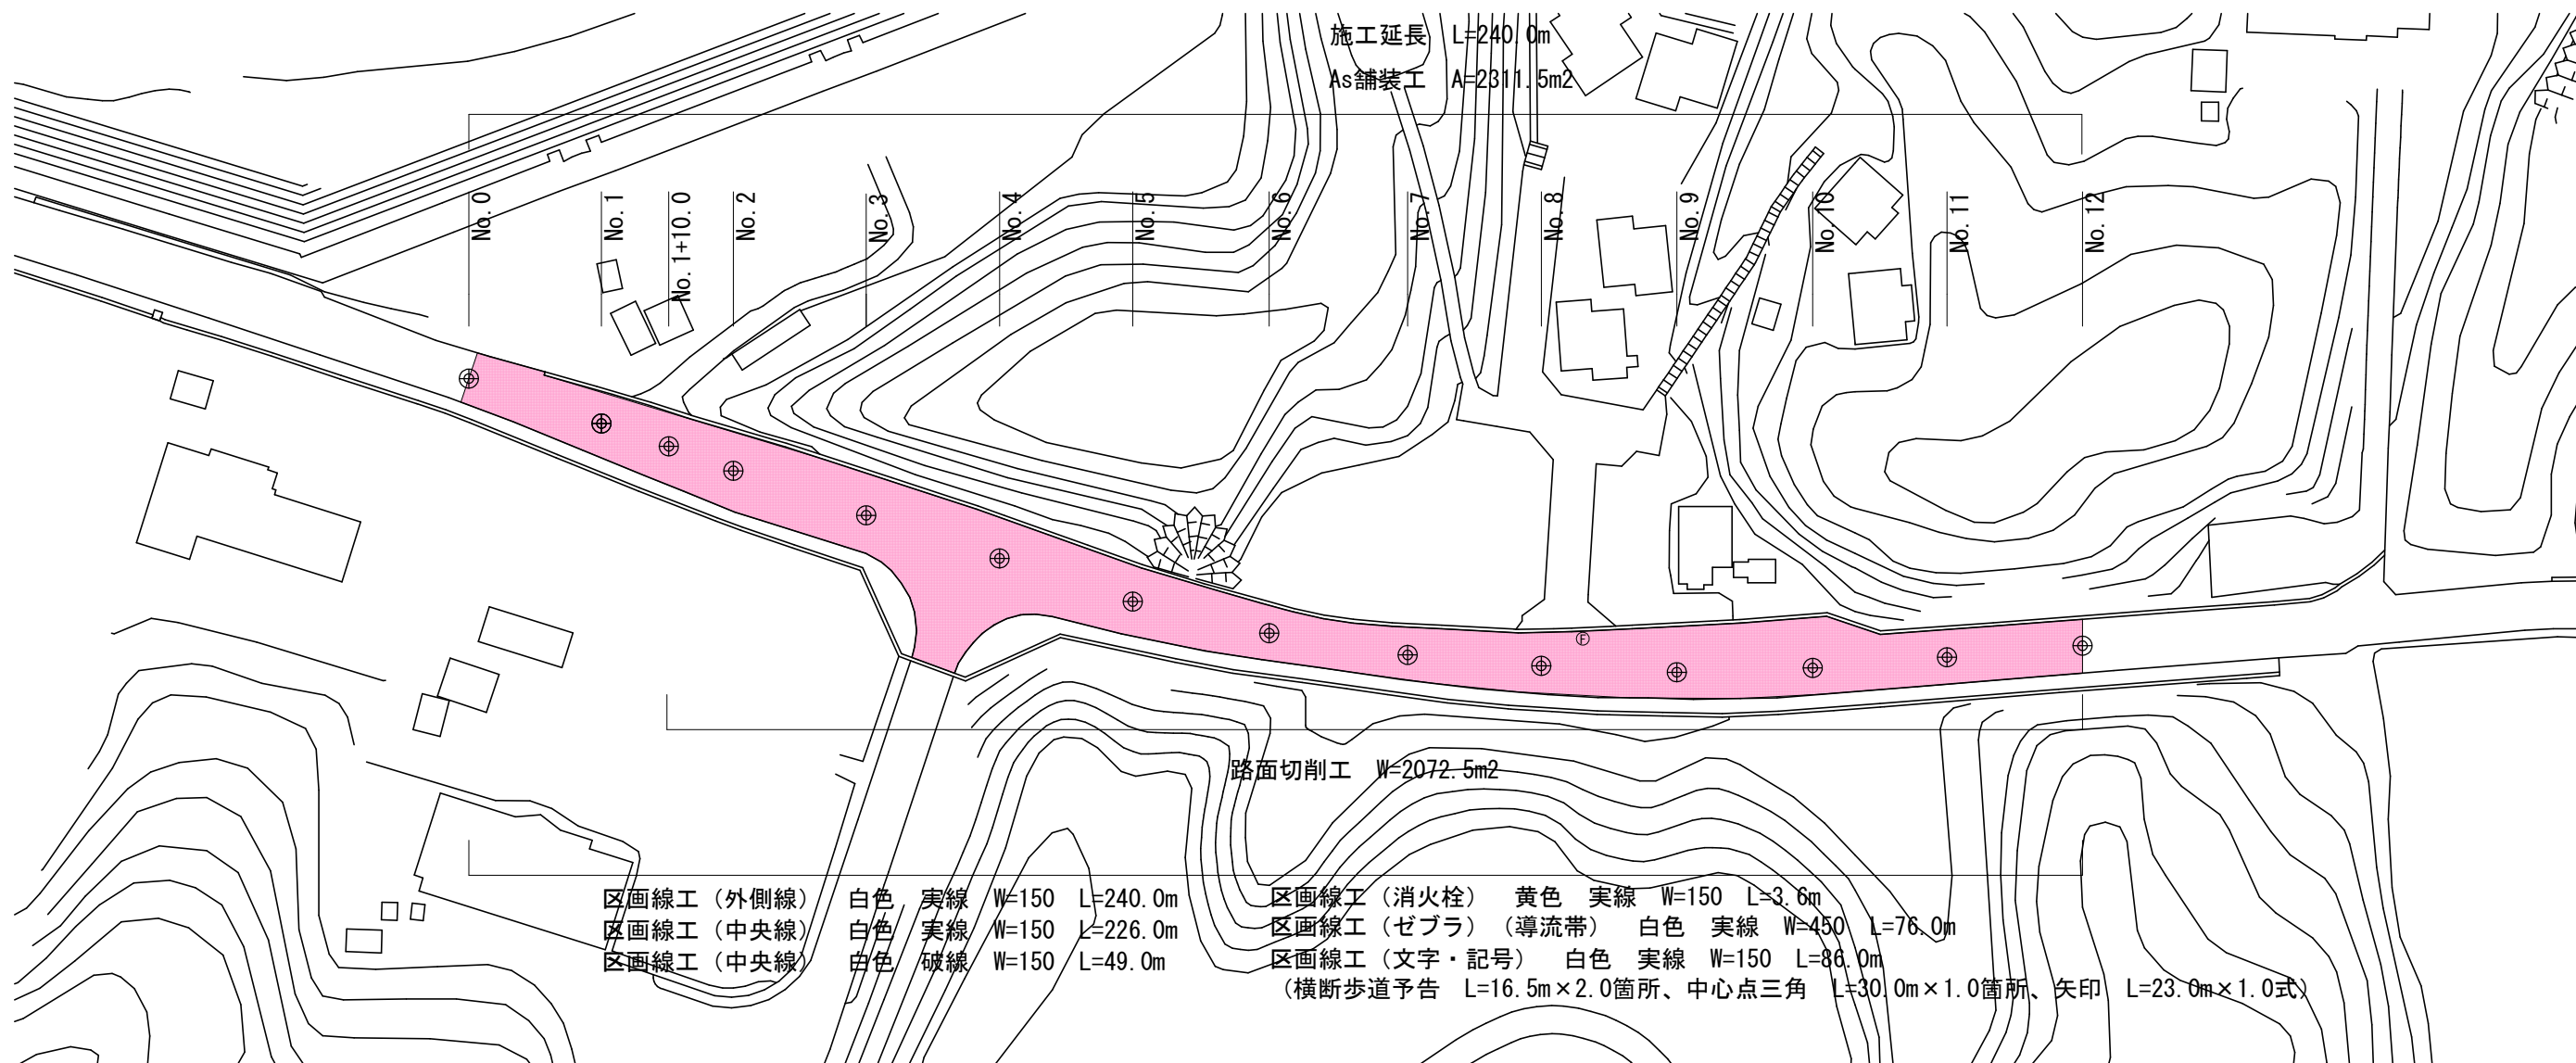 施工延長　L=240.0m
As舗装工　A=2311.5m2
No.0
No.1
No.1+10.0
No.2
No.3
No.4
No.5
No.6
No.7
No.8
No.9
No.10
No.11
No.12
F
路面切削工　W=2072.5m2
区画線工（外側線）　白色　実線　W=150　L=240.0m
区画線工（中央線）　白色　実線　W=150　L=226.0m
区画線工（中央線）　白色　破線　W=150　L=49.0m
区画線工（消火栓）　黄色　実線　W=150　L=3.6m
区画線工（ゼブラ）（導流帯）　白色　実線　W=450　L=76.0m
区画線工（文字・記号）　白色　実線　W=150　L=86.0m
（横断歩道予告　L=16.5m×2.0箇所、中心点三角　L=30.0m×1.0箇所、矢印　L=23.0m×1.0式）